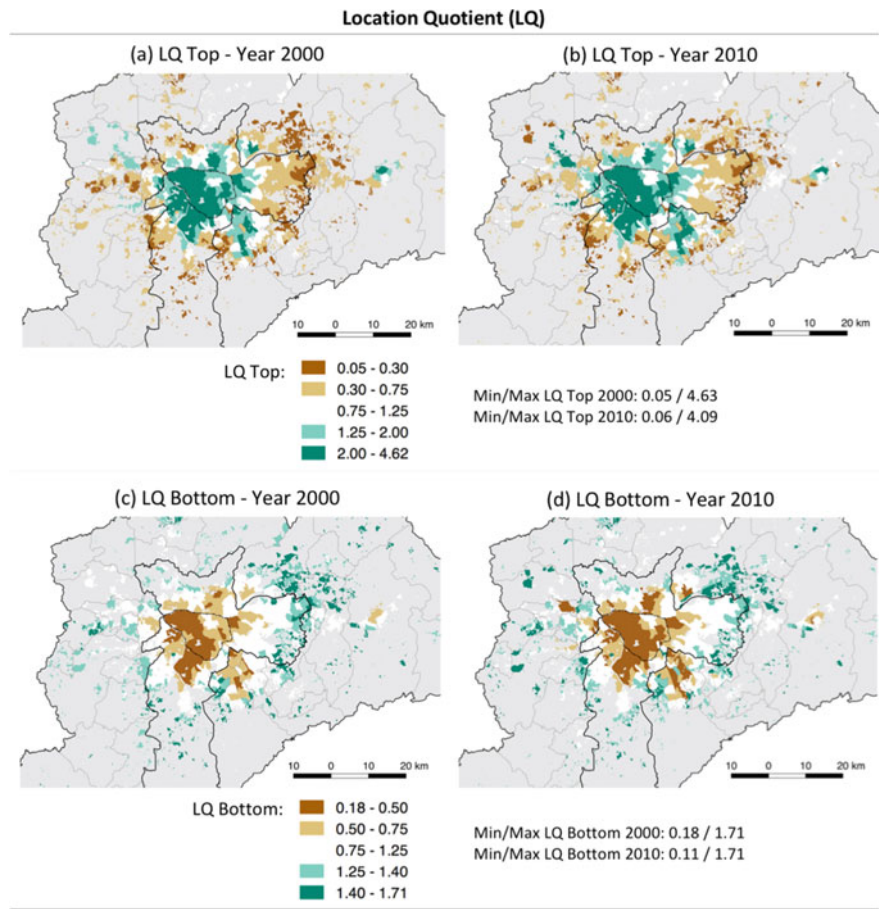 Location Quotient (LQ)
(a) LQ Top - Year 2000
(b) LQ Top - Year 2010
10 0 10 20 km
10 0 10 20 km
LQ Top:
0.05 - 0.30
0.30 - 0.75
0.75 - 1.25
1.25 - 2.00
2.00 - 4.62
Min/Max LQ Top 2000: 0.05 / 4.63
Min/Max LQ Top 2010: 0.06 / 4.09
(c) LQ Bottom - Year 2000
(d) LQ Bottom - Year 2010
10 0 10 20 km
10 0 10 20 km
LQ Bottom:
0.18 - 0.50
0.50 - 0.75
0.75 - 1.25
1.25 - 1.40
1.40 - 1.71
Min/Max LQ Bottom 2000: 0.18 / 1.71
Min/Max LQ Bottom 2010: 0.11 / 1.71